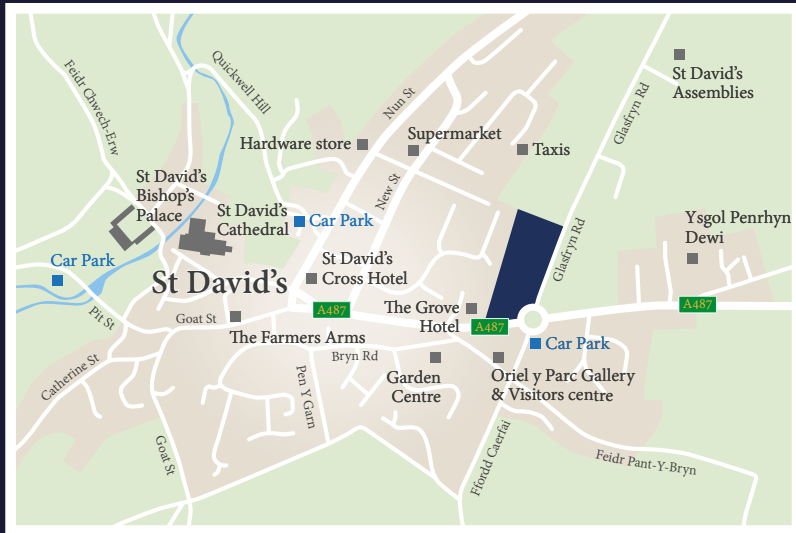 St David's
Assemblies
Quickwell Hill
Feidr Chwech-Erw
Nun St
Glasfryn Rd
Supermarket
Hardware store
Taxis
St David's
Bishop's
Palace
New St
St David's
Cathedral
Car Park
Ysgol Penrhyn
Dewi
Glasfryn Rd
Car Park
St David's
Cross Hotel
St David's
A487
The Grove
Hotel
A487
A487
Pit St
Goat St
The Farmers Arms
Car Park
Bryn Rd
Catherine St
Pen Y Garn
Garden
Centre
Oriel y Parc Gallery
& Visitors centre
Goat St
Ffordd Caerfai
Feidr Pant-Y-Bryn